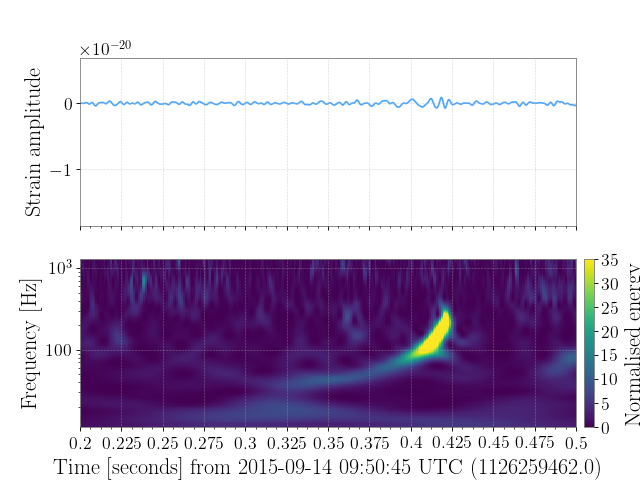 ×10⁻²⁰
Strain amplitude
0
−1
10³
100
Frequency [Hz]
35
30
25
20
15
10
5
0
Normalised energy
0.2 0.225 0.25 0.275 0.3 0.325 0.35 0.375 0.4 0.425 0.45 0.475 0.5
Time [seconds] from 2015-09-14 09:50:45 UTC (1126259462.0)